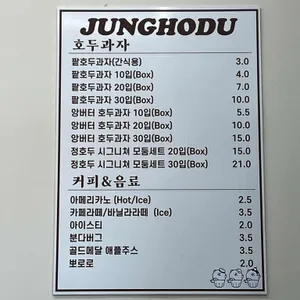 JUNGHODU
호두과자
팥호두과자(간식용) 3.0
팥호두과자 10입(Box) 4.0
팥호두과자 20입(Box) 7.0
팥호두과자 30입(Box) 10.0
앙버터 호두과자 10입(Box) 5.5
앙버터 호두과자 20입(Box) 10.0
앙버터 호두과자 30입(Box) 15.0
정호두 시그니쳐 모둠세트 20입(Box) 15.0
정호두 시그니쳐 모둠세트 30입(Box) 21.0
커피&음료
아메리카노 (Hot/Ice) 2.5
카페라떼/바닐라라떼 (Ice) 3.5
아이스티 2.0
분다버그 3.5
골드메달 애플주스 3.5
뽀로로 2.0